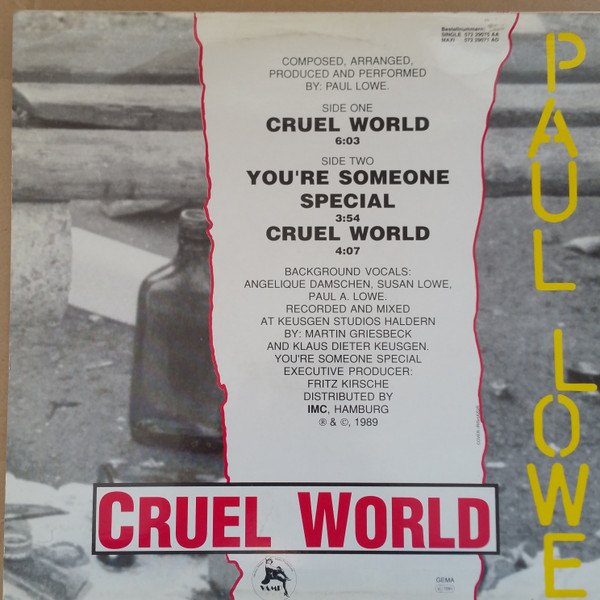 Bestellnummern:
SINGLE 572 29070 AA
MAXI 572 29071 AG
COMPOSED, ARRANGED,
PRODUCED AND PERFORMED
BY: PAUL LOWE.
SIDE ONE
CRUEL WORLD
6:03
SIDE TWO
YOU'RE SOMEONE
SPECIAL
3:54
CRUEL WORLD
4:07
BACKGROUND VOCALS:
ANGELIQUE DAMSCHEN, SUSAN LOWE,
PAUL A. LOWE.
RECORDED AND MIXED
AT KEUSGEN STUDIOS HALDERN
BY: MARTIN GRIESBECK
AND KLAUS DIETER KEUSGEN.
YOU'RE SOMEONE SPECIAL
EXECUTIVE PRODUCER:
FRITZ KIRSCHE
DISTRIBUTED BY
IMC, HAMBURG
℗ & ©, 1989
PAUL LOWE
CRUEL WORLD
GEMA